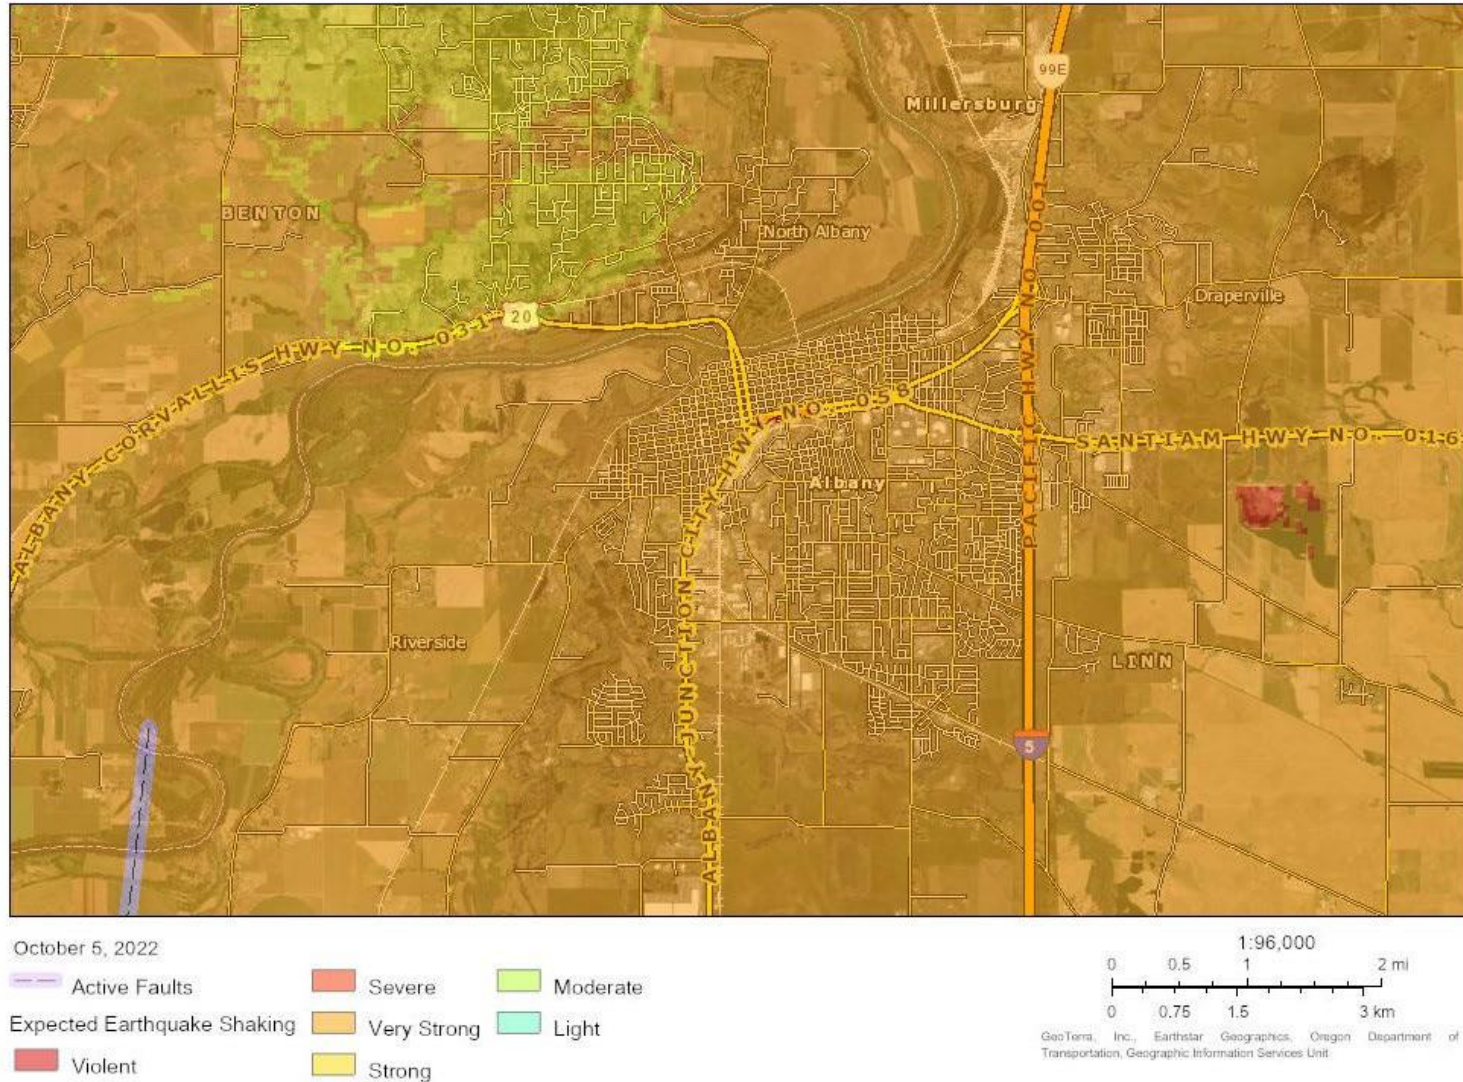 99E
Millersburg
BENTON
North Albany
Draperville
20
ALBANY-CORVALLIS HWY NO. 031
PACIFIC HWY NO. 001
ALBANY-JUNCTION CITY HWY NO. 058
SANTIAM HWY NO. 016
Albany
Riverside
LINN
5
October 5, 2022
Active Faults
Expected Earthquake Shaking
Violent
Severe
Very Strong
Strong
Moderate
Light
1:96,000
0 0.5 1 2 mi
0 0.75 1.5 3 km
GeoTerra, Inc., Earthstar Geographics, Oregon Department of
Transportation, Geographic Information Services Unit